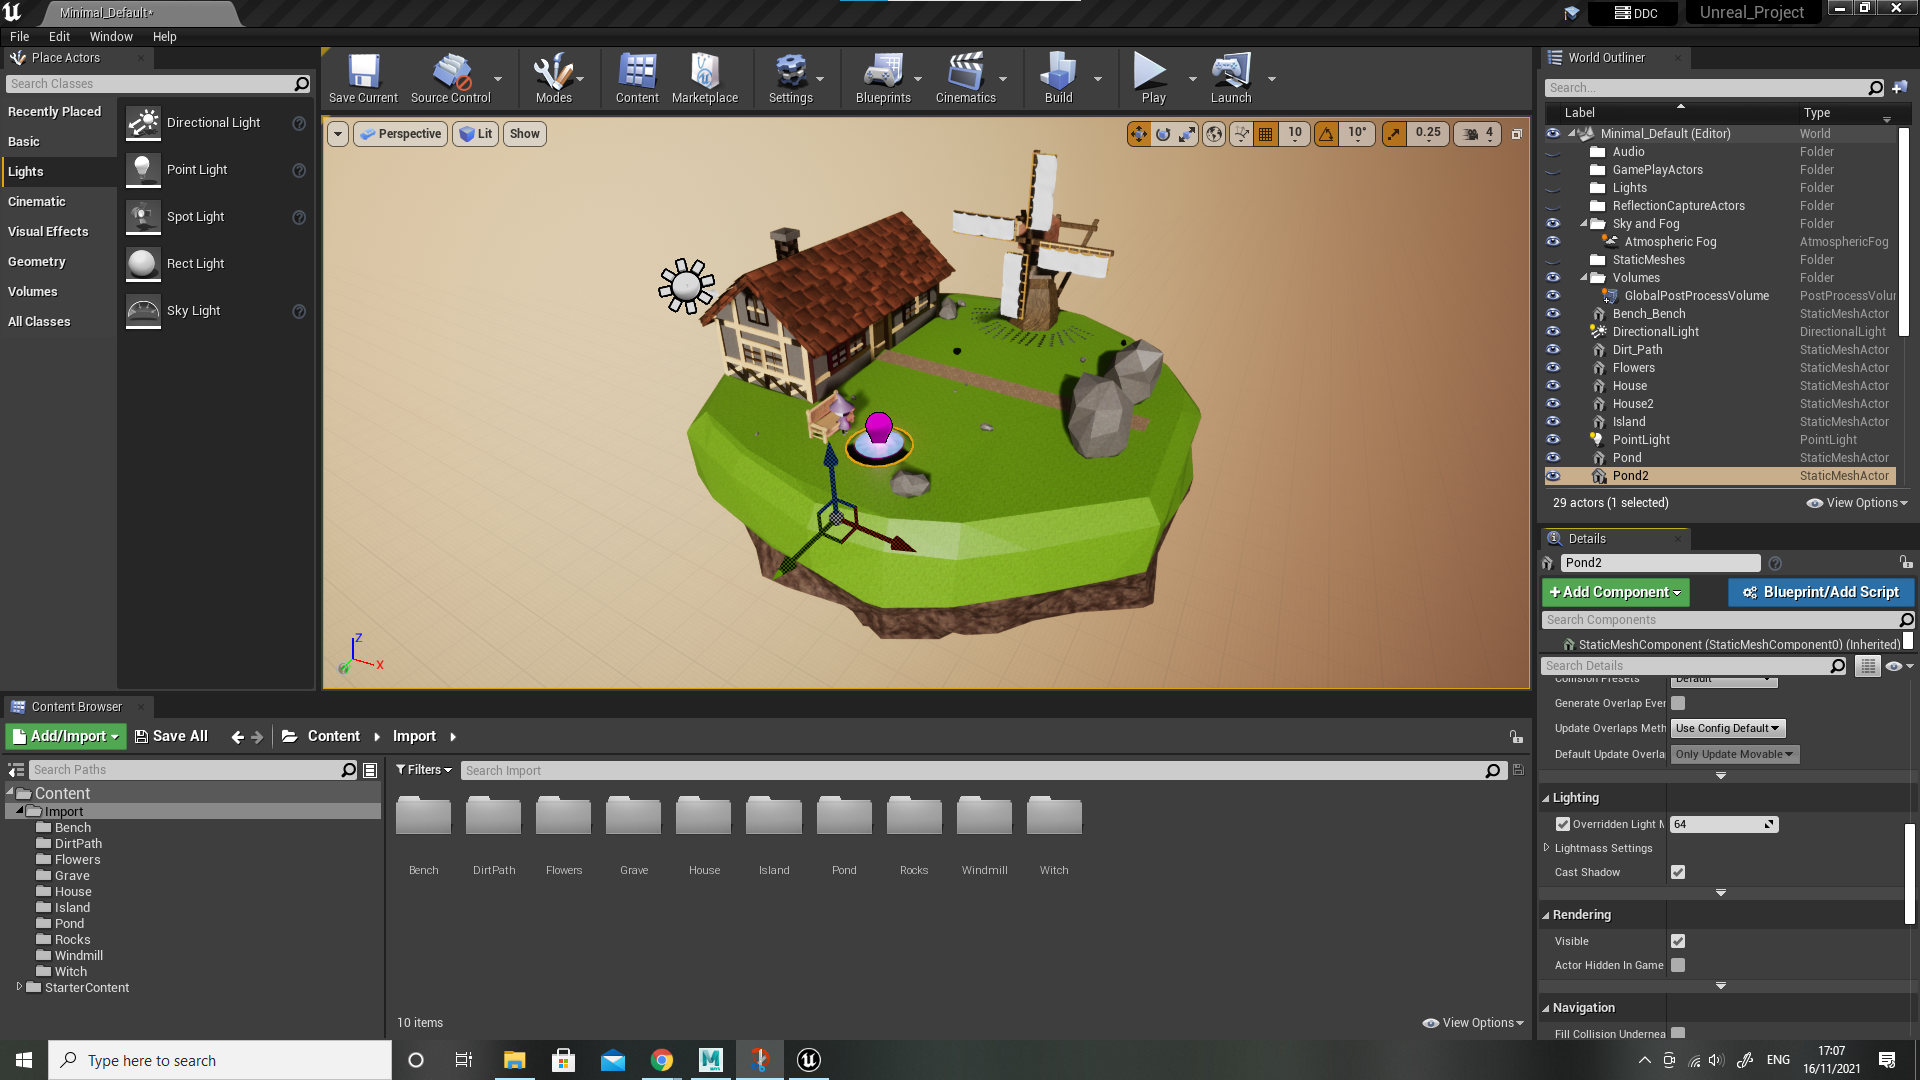 Minimal_Default*
DDC
Unreal_Project
File Edit Window Help
Place Actors
Search Classes
Recently Placed
Basic
Lights
Cinematic
Visual Effects
Geometry
Volumes
All Classes
Directional Light
Point Light
Spot Light
Rect Light
Sky Light
Save Current
Source Control
Modes
Content
Marketplace
Settings
Blueprints
Cinematics
Build
Play
Launch
Perspective
Lit
Show
10
10°
0.25
4
Z
X
World Outliner
Search...
Label Type
Minimal_Default (Editor) World
Audio Folder
GamePlayActors Folder
Lights Folder
ReflectionCaptureActors Folder
Sky and Fog Folder
Atmospheric Fog AtmosphericFog
StaticMeshes Folder
Volumes Folder
GlobalPostProcessVolume PostProcessVolur
Bench_Bench StaticMeshActor
DirectionalLight DirectionalLight
Dirt_Path StaticMeshActor
Flowers StaticMeshActor
House StaticMeshActor
House2 StaticMeshActor
Island StaticMeshActor
PointLight PointLight
Pond StaticMeshActor
Pond2 StaticMeshActor
29 actors (1 selected)
View Options
Details
Pond2
+Add Component
Blueprint/Add Script
Search Components
StaticMeshComponent (StaticMeshComponent0) (Inherited)
Search Details
Collision Presets Default
Generate Overlap Ever
Update Overlaps Meth Use Config Default
Default Update Overla Only Update Movable
Lighting
Overridden Light M 64
Lightmass Settings
Cast Shadow
Rendering
Visible
Actor Hidden In Game
Navigation
Fill Collision Undernea
Content Browser
Add/Import
Save All
Content
Import
Search Paths
Filters
Search Import
Content
Import
Bench
DirtPath
Flowers
Grave
House
Island
Pond
Rocks
Windmill
Witch
StarterContent
Bench
DirtPath
Flowers
Grave
House
Island
Pond
Rocks
Windmill
Witch
10 items
View Options
Type here to search
ENG
17:07
16/11/2021